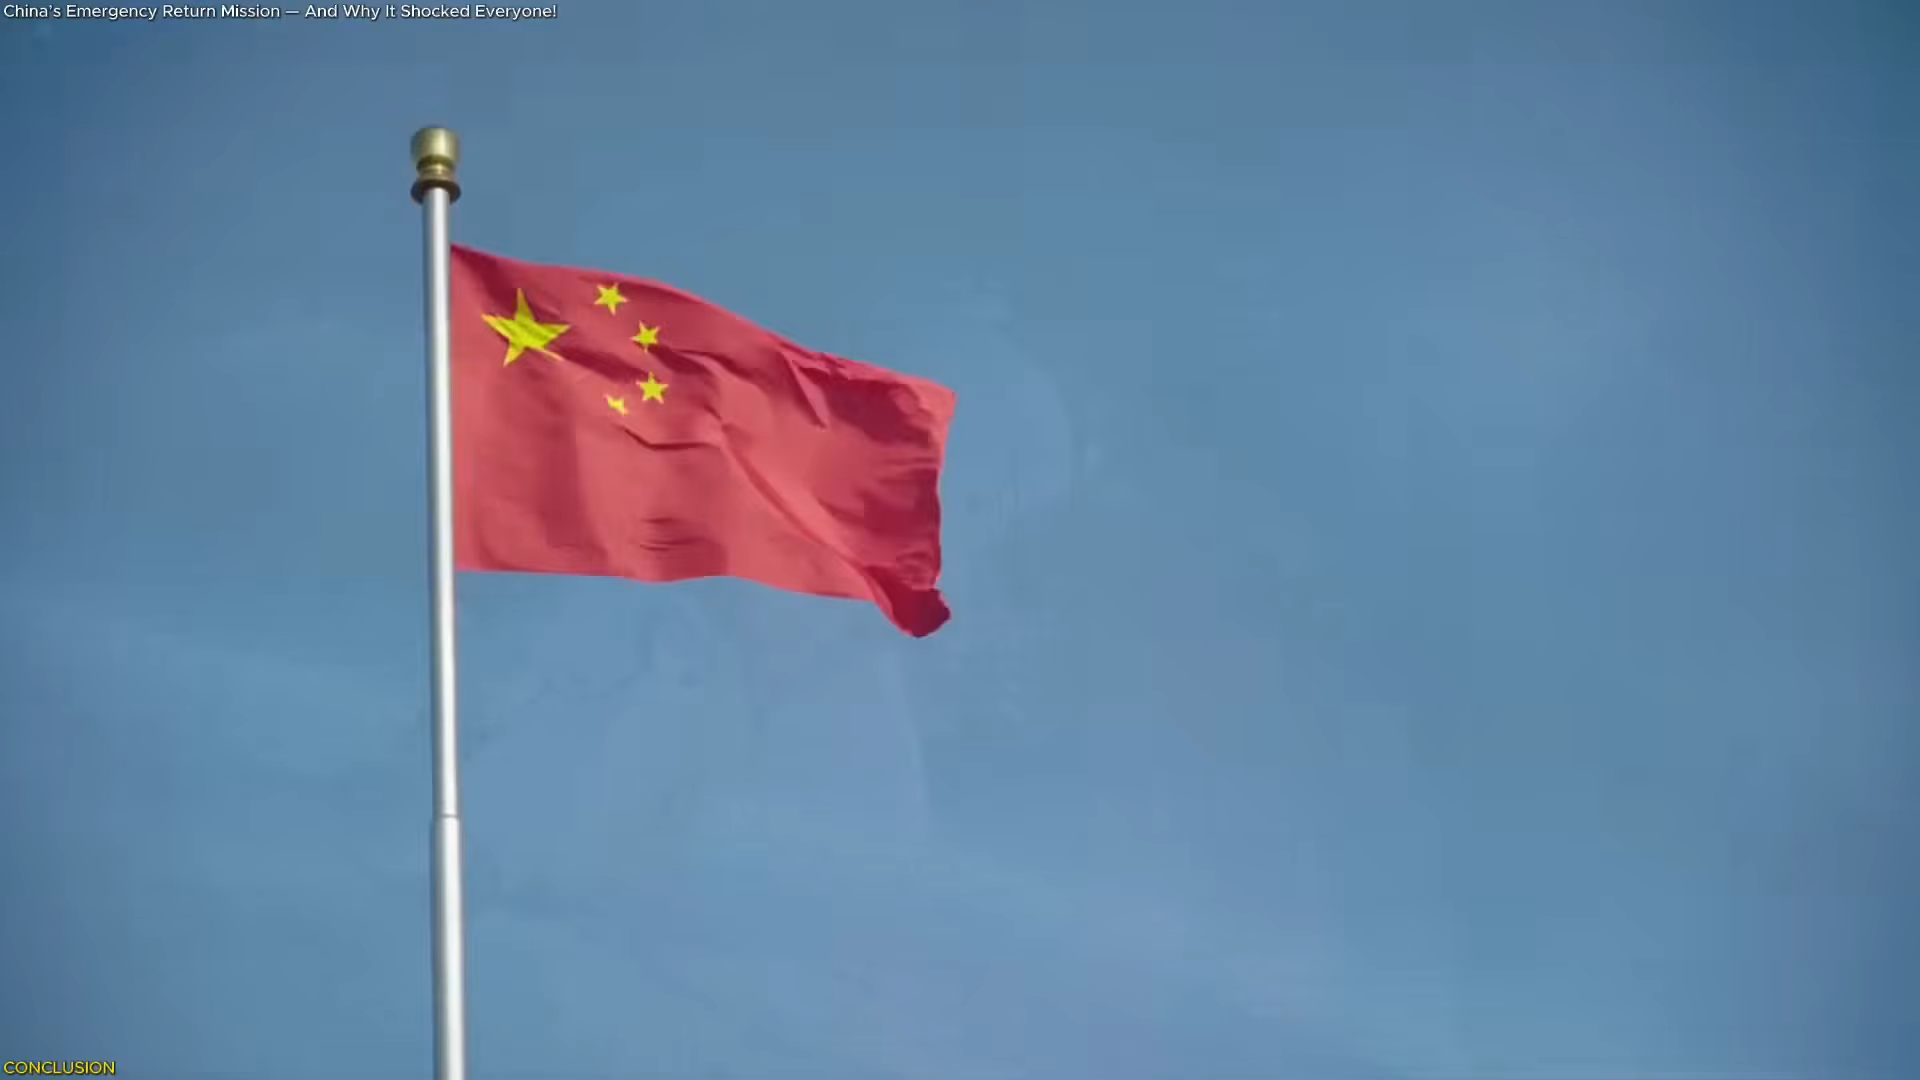 China's Emergency Return Mission — And Why It Shocked Everyone!
CONCLUSION